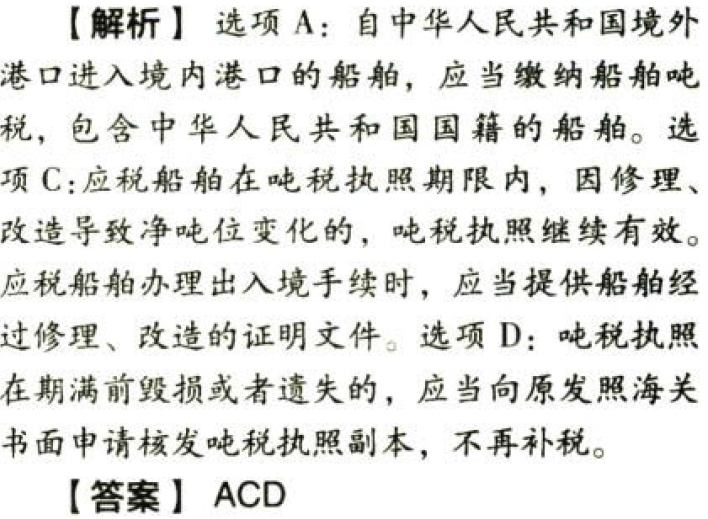 【解析】 选项 A：自中华人民共和国境外
港口进入境内港口的船舶，应当缴纳船舶吨
税，包含中华人民共和国国籍的船舶。选
项 C：应税船舶在吨税执照期限内，因修理、
改造导致净吨位变化的，吨税执照继续有效。
应税船舶办理出入境手续时，应当提供船舶经
过修理、改造的证明文件。选项 D：吨税执照
在期满前毁损或者遗失的，应当向原发照海关
书面申请核发吨税执照副本，不再补税。
【答案】 ACD